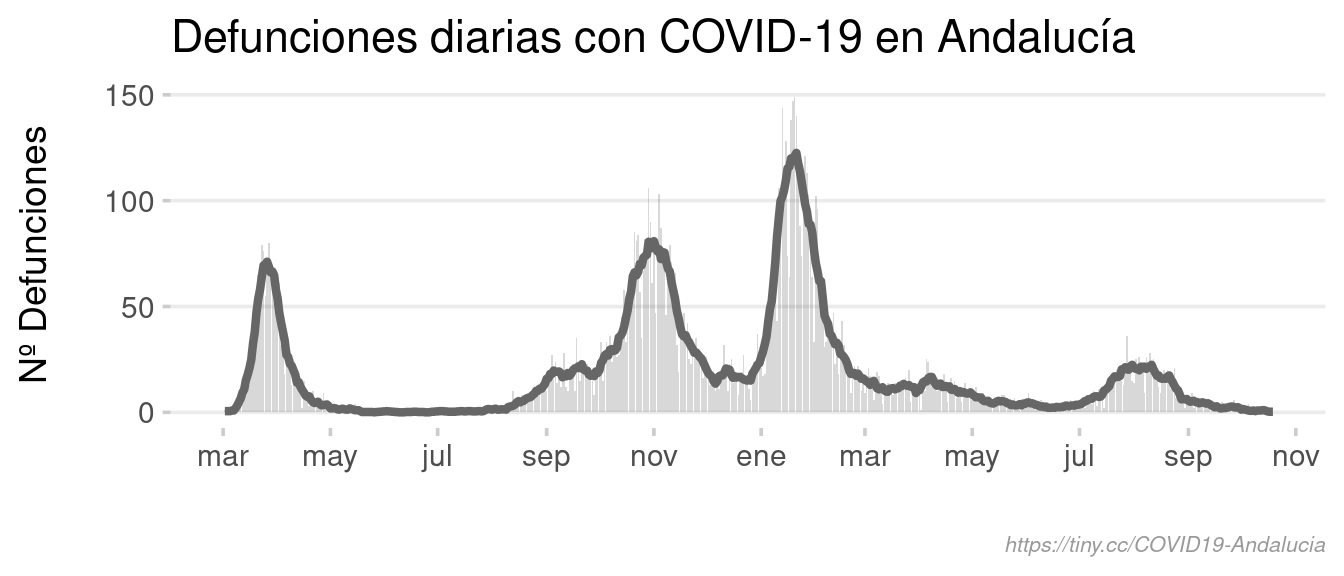 Defunciones diarias con COVID-19 en Andalucía
Nº Defunciones
150
100
50
0
mar may jul sep nov ene mar may jul sep nov
https://tiny.cc/COVID19-Andalucia